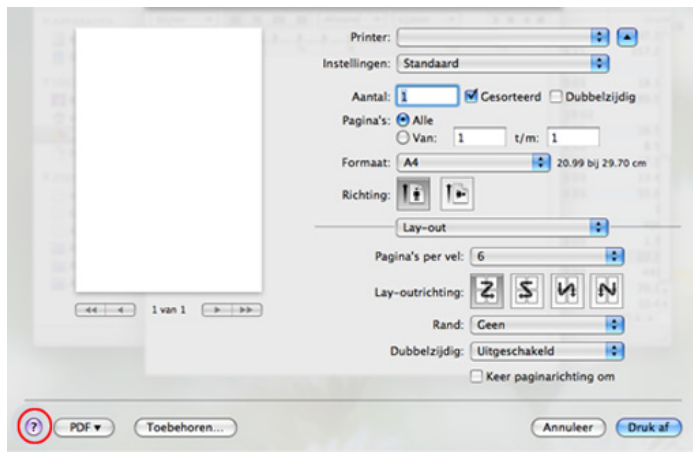 Printer:
Instellingen: Standaard
Aantal: 1 Gesorteerd Dubbelzijdig
Pagina's: Alle
Van: 1 t/m: 1
Formaat: A4 20.99 bij 29.70 cm
Richting:
Lay-out
Pagina's per vel: 6
Lay-outrichting:
1 van 1
Rand: Geen
Dubbelzijdig: Uitgeschakeld
Keer paginarichting om
? PDF Toebehoren... Annuleer Druk af